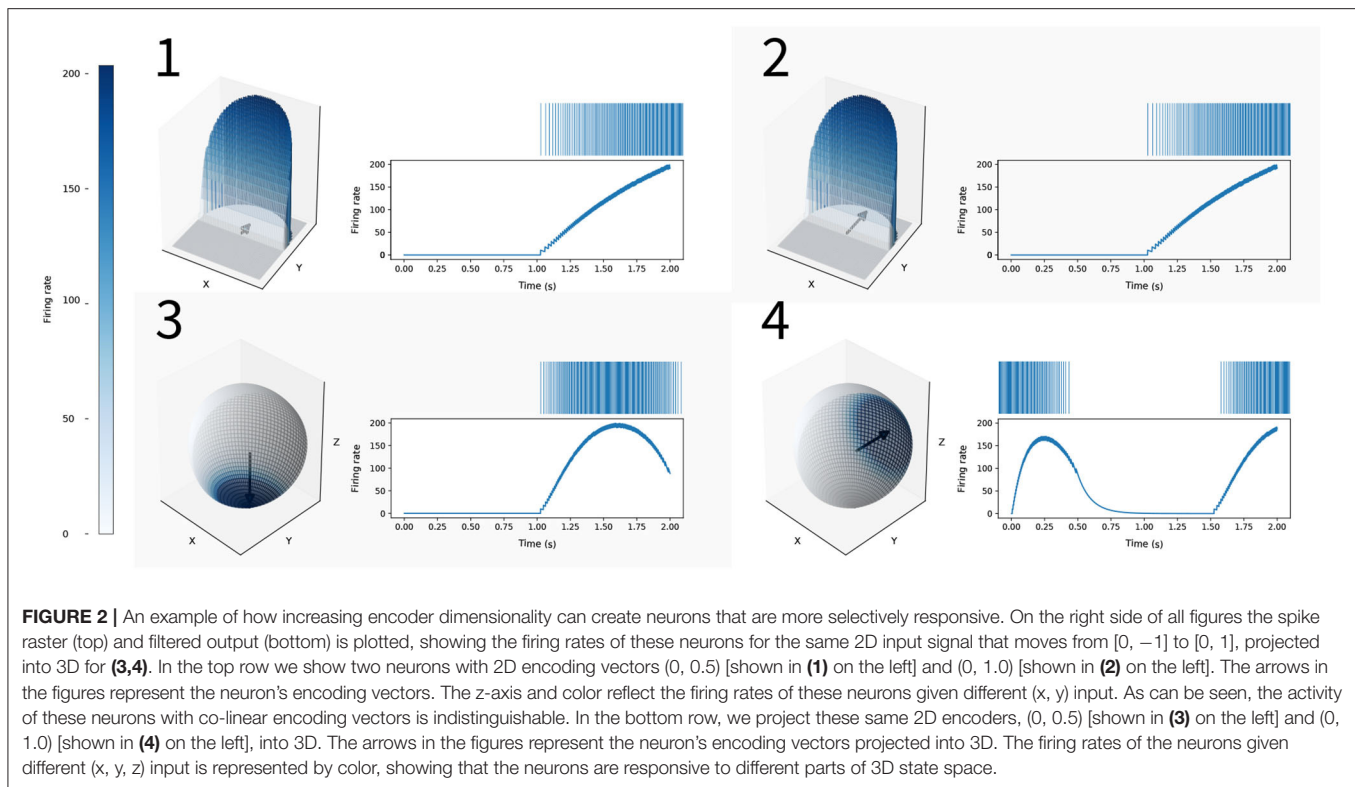 1
2
200
150
100
50
0
Firing rate
X
Y
Firing rate
200
150
100
50
0
0.00 0.25 0.50 0.75 1.00 1.25 1.50 1.75 2.00
Time (s)
X
Y
Firing rate
200
150
100
50
0
0.00 0.25 0.50 0.75 1.00 1.25 1.50 1.75 2.00
Time (s)
3
4
X
Y
Z
Firing rate
200
150
100
50
0
0.00 0.25 0.50 0.75 1.00 1.25 1.50 1.75 2.00
Time (s)
X
Y
Z
Firing rate
200
150
100
50
0
0.00 0.25 0.50 0.75 1.00 1.25 1.50 1.75 2.00
Time (s)
FIGURE 2 | An example of how increasing encoder dimensionality can create neurons that are more selectively responsive. On the right side of all figures the spike
raster (top) and filtered output (bottom) is plotted, showing the firing rates of these neurons for the same 2D input signal that moves from [0, −1] to [0, 1], projected
into 3D for (3,4). In the top row we show two neurons with 2D encoding vectors (0, 0.5) [shown in (1) on the left] and (0, 1.0) [shown in (2) on the left]. The arrows in
the figures represent the neuron's encoding vectors. The z-axis and color reflect the firing rates of these neurons given different (x, y) input. As can be seen, the activity
of these neurons with co-linear encoding vectors is indistinguishable. In the bottom row, we project these same 2D encoders, (0, 0.5) [shown in (3) on the left] and (0,
1.0) [shown in (4) on the left], into 3D. The arrows in the figures represent the neuron's encoding vectors projected into 3D. The firing rates of the neurons given
different (x, y, z) input is represented by color, showing that the neurons are responsive to different parts of 3D state space.